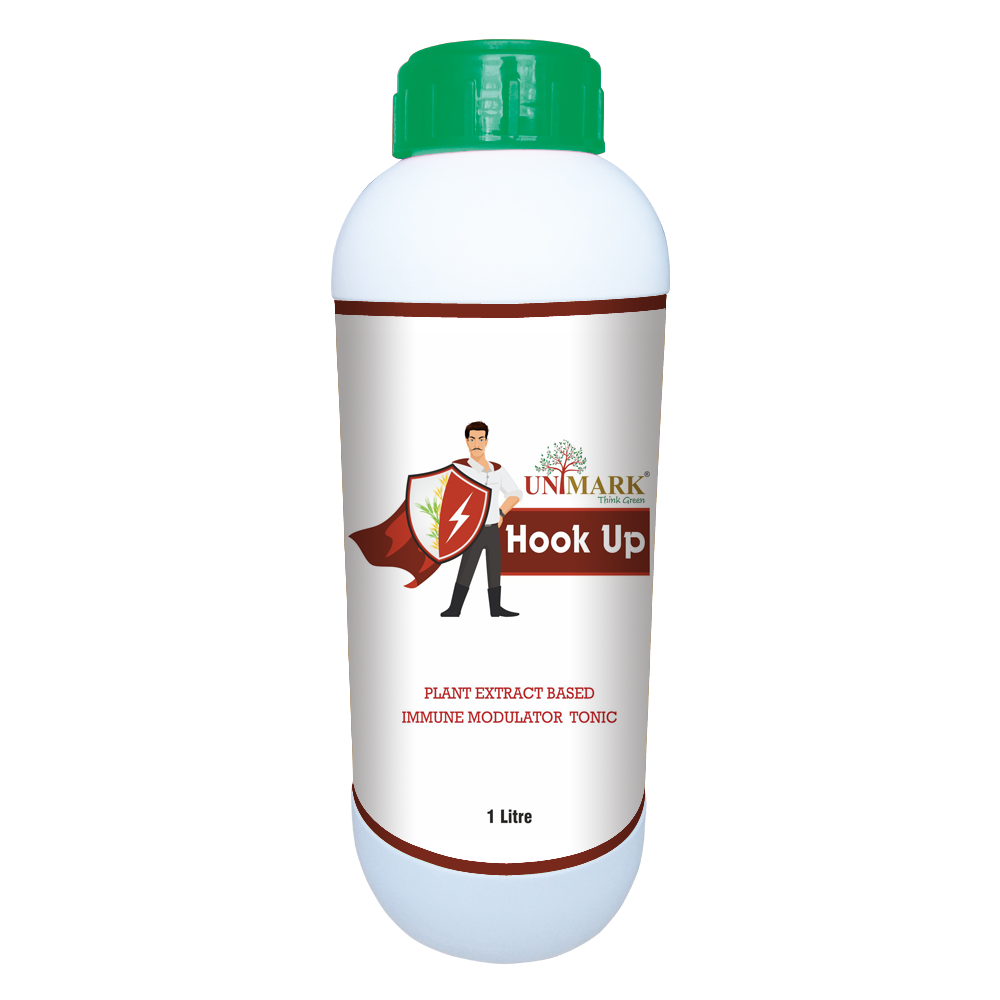 UNIMARK®
Think Green
Hook Up
PLANT EXTRACT BASED
IMMUNE MODULATOR TONIC
1 Litre